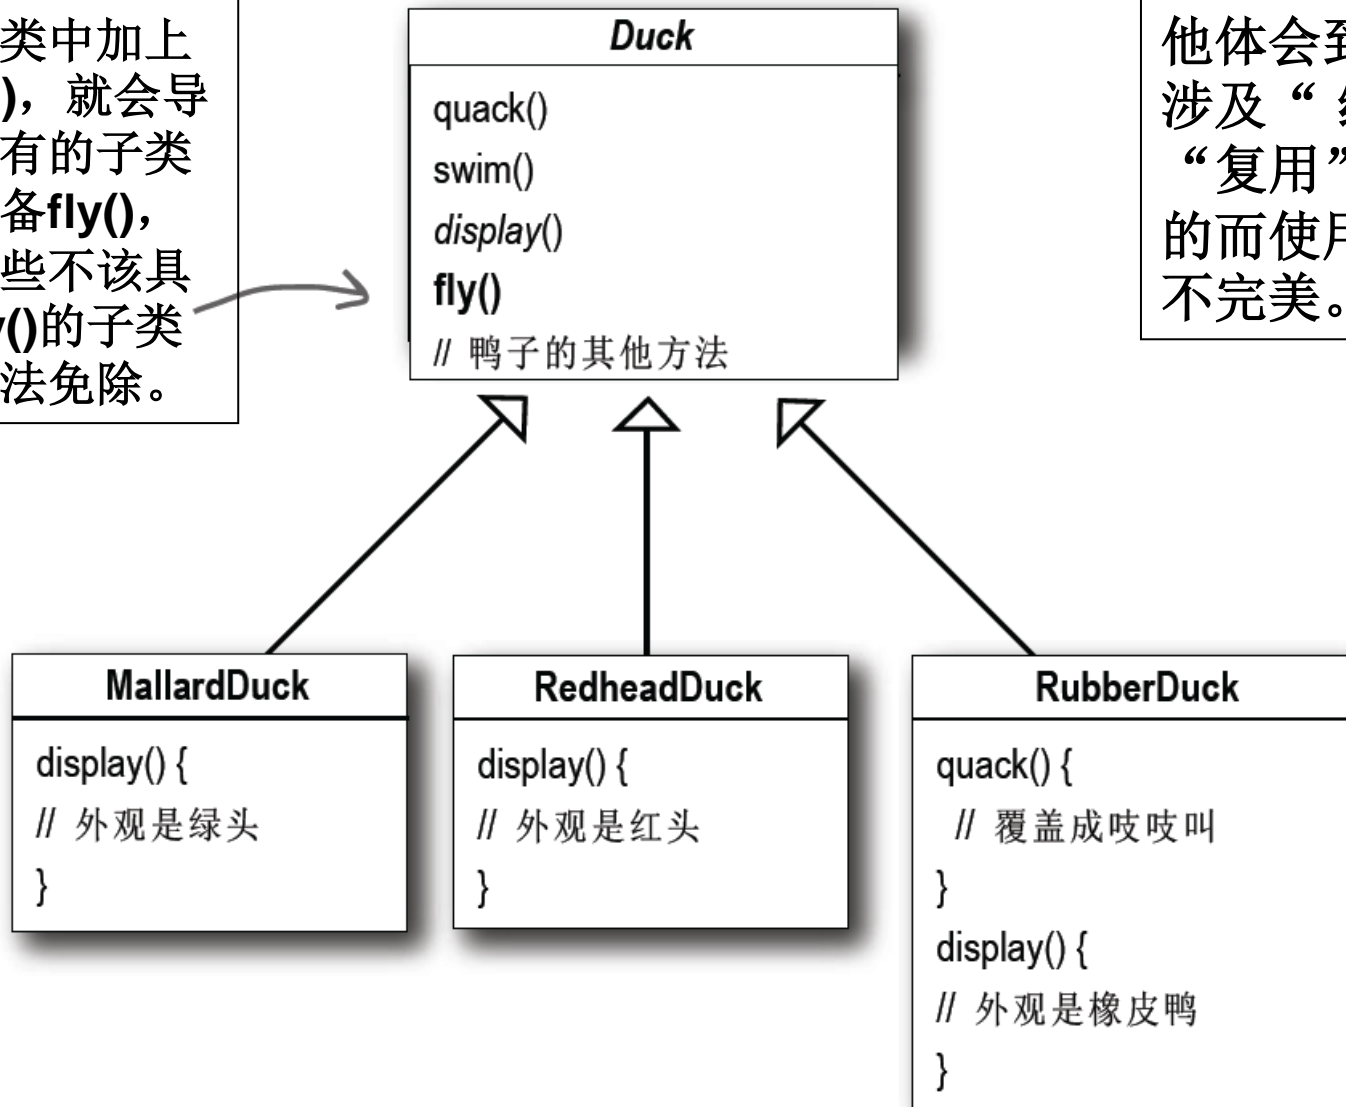 类中加上
)，就会导
有的子类
备fly()，
些不该具
()的子类
法免除。
Duck
quack()
swim()
display()
fly()
// 鸭子的其他方法
他体会到
涉及“
“复用”
的而使用
不完美。
MallardDuck
display() {
// 外观是绿头
}
RedheadDuck
display() {
// 外观是红头
}
RubberDuck
quack() {
// 覆盖成吱吱叫
}
display() {
// 外观是橡皮鸭
}